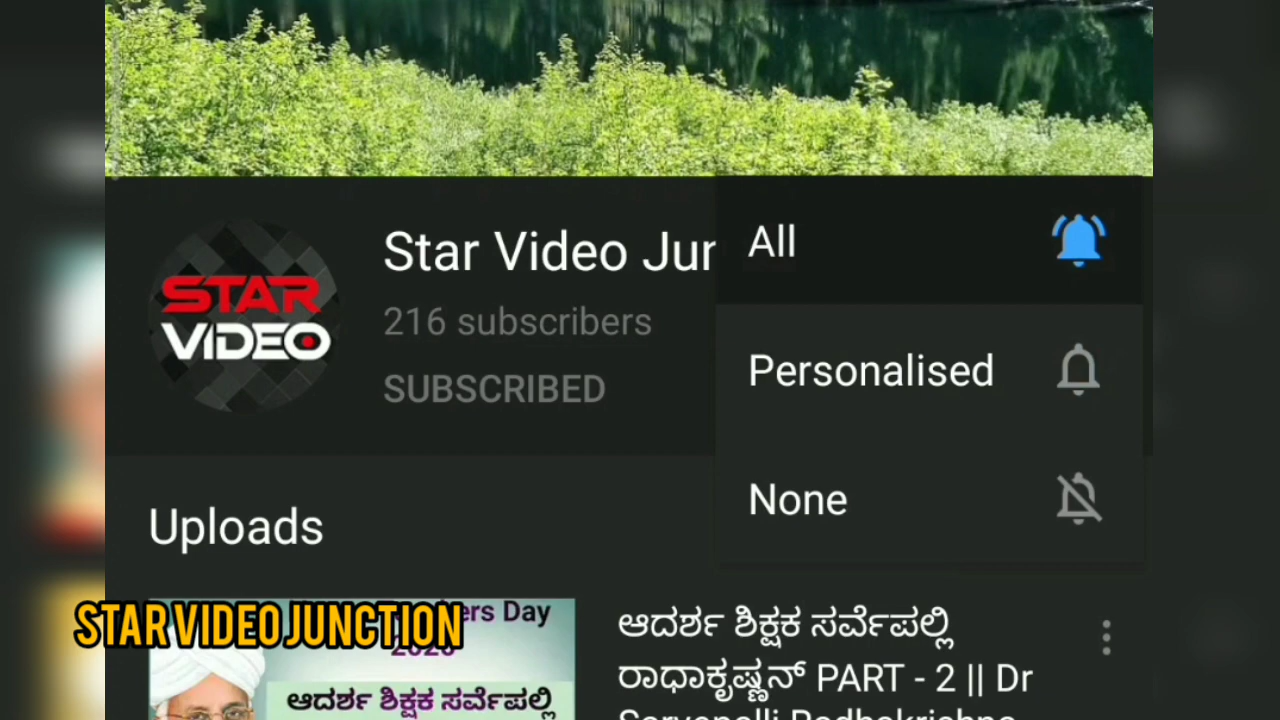 STAR
VIDEO
Star Video Jun
216 subscribers
SUBSCRIBED
All
Personalised
None
Uploads
STAR VIDEO JUNCTION
ers Day
ಆದರ್ಶ ಶಿಕ್ಷಕ ಸರ್ವೆಪಲ್ಲಿ
ಆದರ್ಶ ಶಿಕ್ಷಕ ಸರ್ವೆಪಲ್ಲಿ
ರಾಧಾಕೃಷ್ಣನ್ PART - 2 || Dr